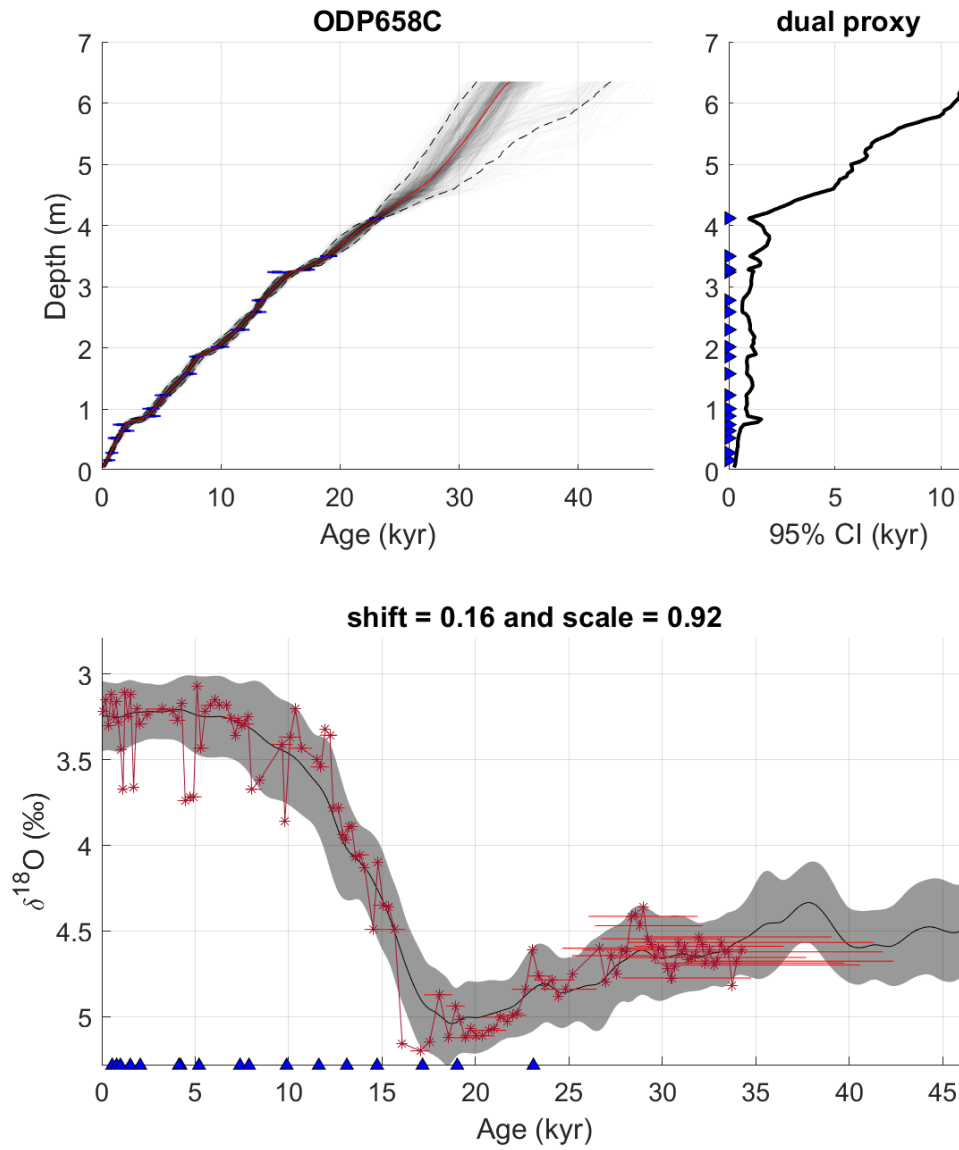 ODP658C
dual proxy
7
6
5
4
3
2
1
0
Depth (m)
0 10 20 30 40
Age (kyr)
7
6
5
4
3
2
1
0
0 5 10
95% CI (kyr)
shift = 0.16 and scale = 0.92
3
3.5
4
4.5
5
δ¹⁸O (‰)
0 5 10 15 20 25 30 35 40 45
Age (kyr)